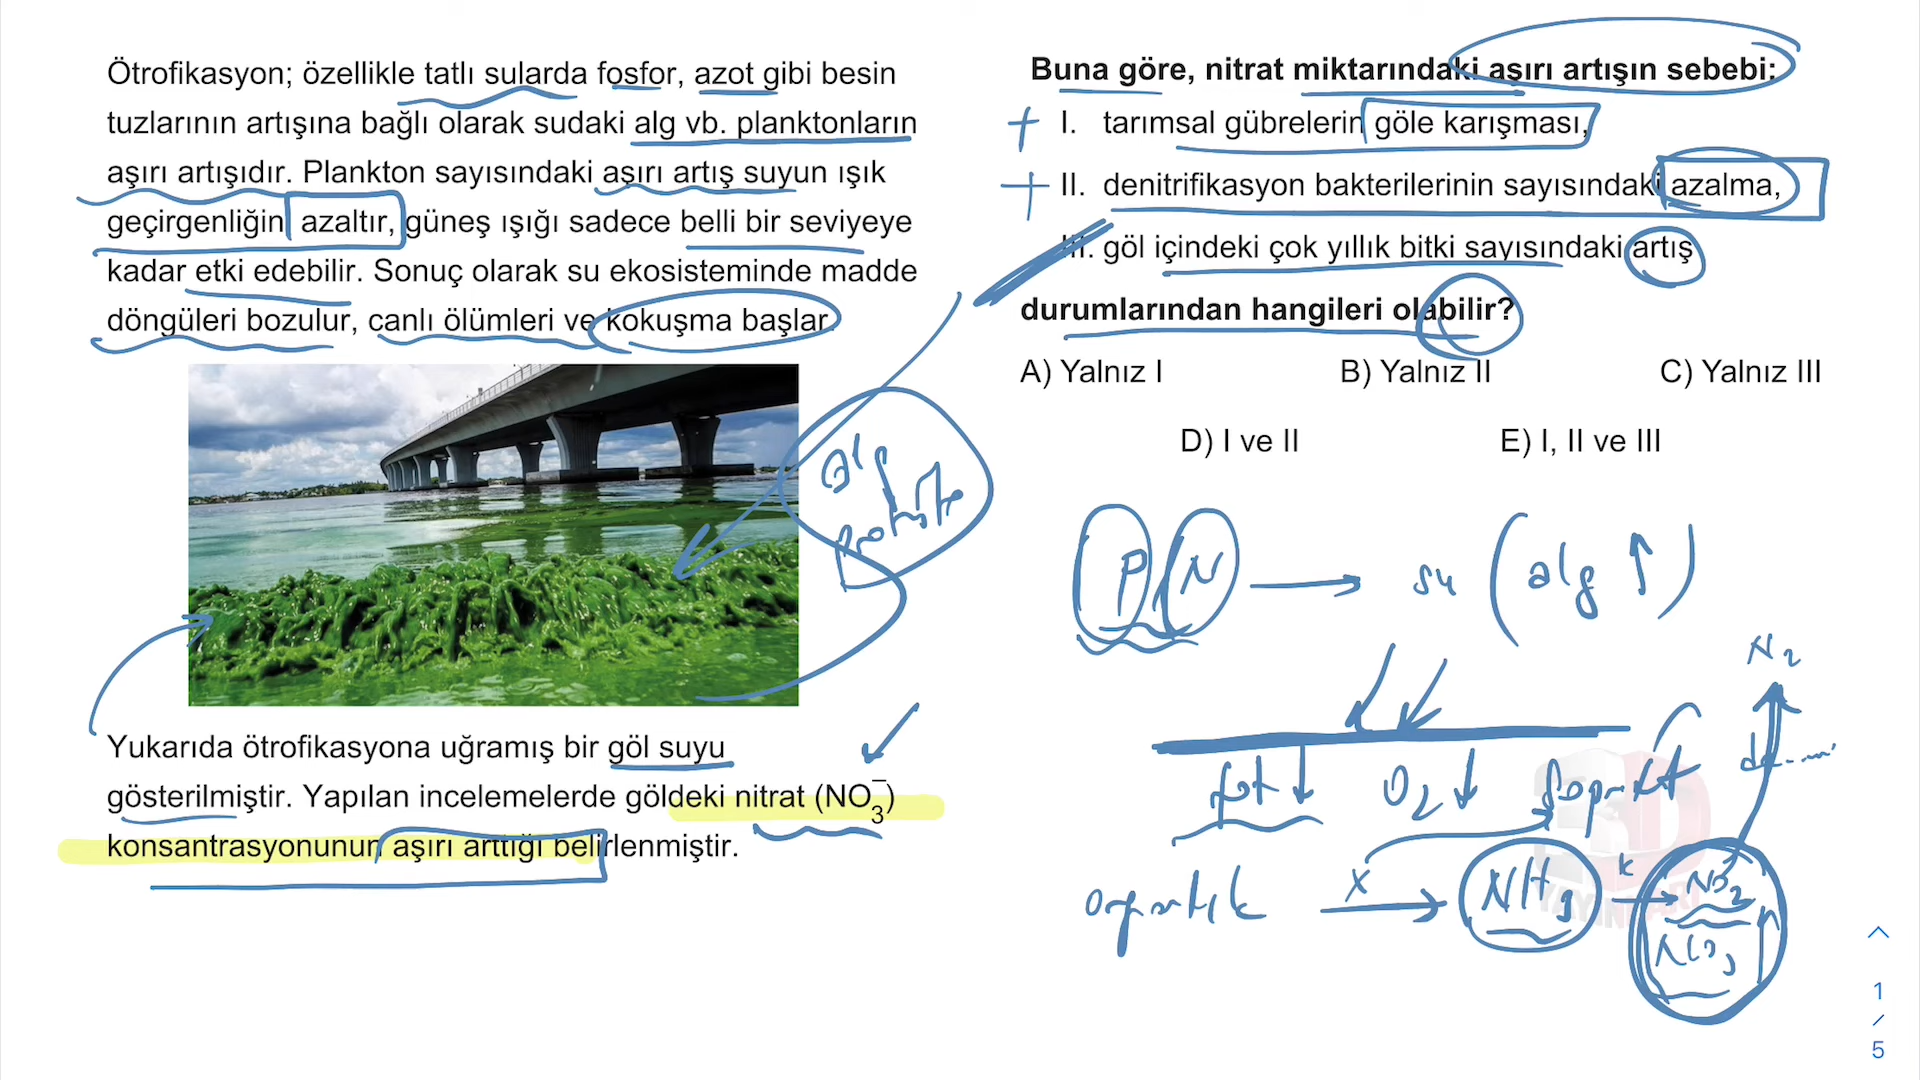 Ötrofikasyon; özellikle tatlı sularda fosfor, azot gibi besin
tuzlarının artışına bağlı olarak sudaki alg vb. planktonların
aşırı artışıdır. Plankton sayısındaki aşırı artış suyun ışık
geçirgenliğin azaltır, güneş ışığı sadece belli bir seviyeye
kadar etki edebilir. Sonuç olarak su ekosisteminde madde
döngüleri bozulur, canlı ölümleri ve kokuşma başlar.
alg
protista
Yukarıda ötrofikasyona uğramış bir göl suyu
gösterilmiştir. Yapılan incelemelerde göldeki nitrat (NO₃⁻)
konsantrasyonunun aşırı arttığı belirlenmiştir.
Buna göre, nitrat miktarındaki aşırı artışın sebebi;
+ I. tarımsal gübrelerin göle karışması,
+ II. denitrifikasyon bakterilerinin sayısındaki azalma,
III. göl içindeki çok yıllık bitki sayısındaki artış
durumlarından hangileri olabilir?
A) Yalnız I B) Yalnız II C) Yalnız III
D) I ve II E) I, II ve III
P, N → su (alg ↑)
N₂
fot ↓ O₂ ↓
organik x → NH₃ k → NO₂
NO₃ ↑
YAYINLARI
1
/
5